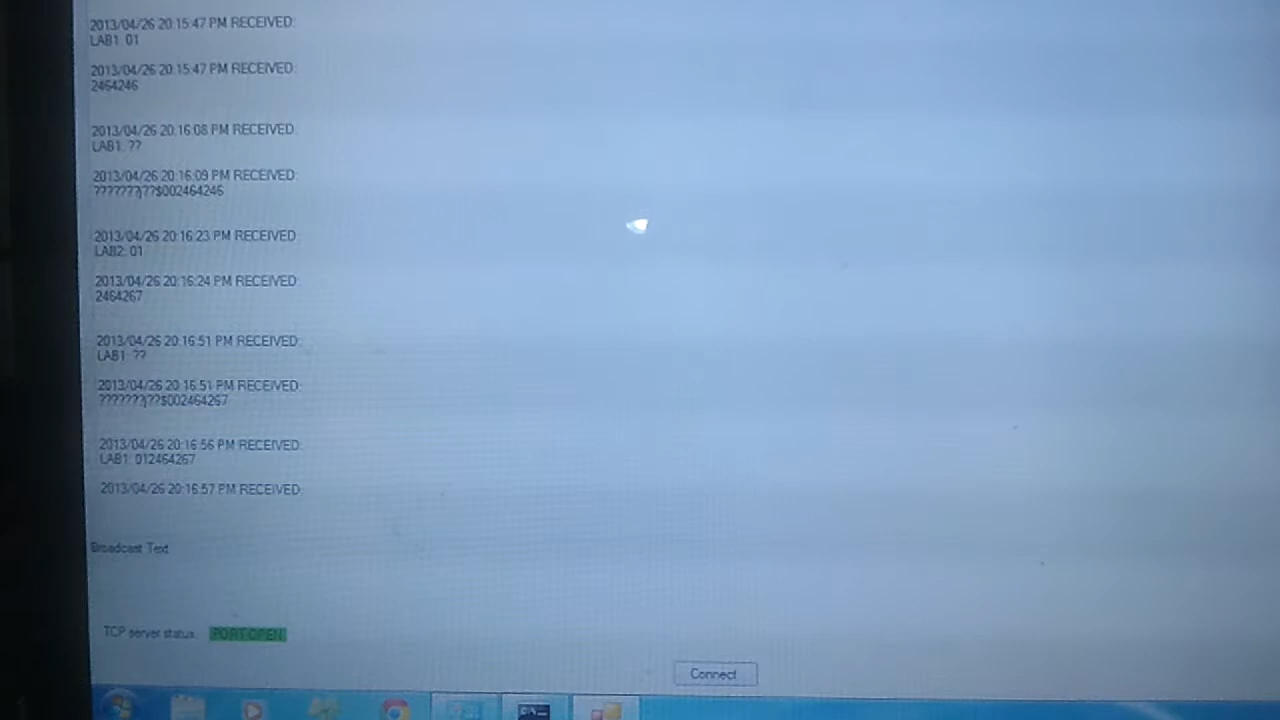 2013/04/26 20:15:47 PM RECEIVED:
LAB1: 01
2013/04/26 20:15:47 PM RECEIVED:
2464246
2013/04/26 20:16:08 PM RECEIVED:
LAB1: ??
2013/04/26 20:16:09 PM RECEIVED:
???????j??$002464246
2013/04/26 20:16:23 PM RECEIVED:
LAB2: 01
2013/04/26 20:16:24 PM RECEIVED:
2464267
2013/04/26 20:16:51 PM RECEIVED:
LAB1: ??
2013/04/26 20:16:51 PM RECEIVED:
???????j??$002464267
2013/04/26 20:16:56 PM RECEIVED:
LAB1: 012464267
2013/04/26 20:16:57 PM RECEIVED:
Broadcast Text
TCP server status: PORT OPEN
Connect